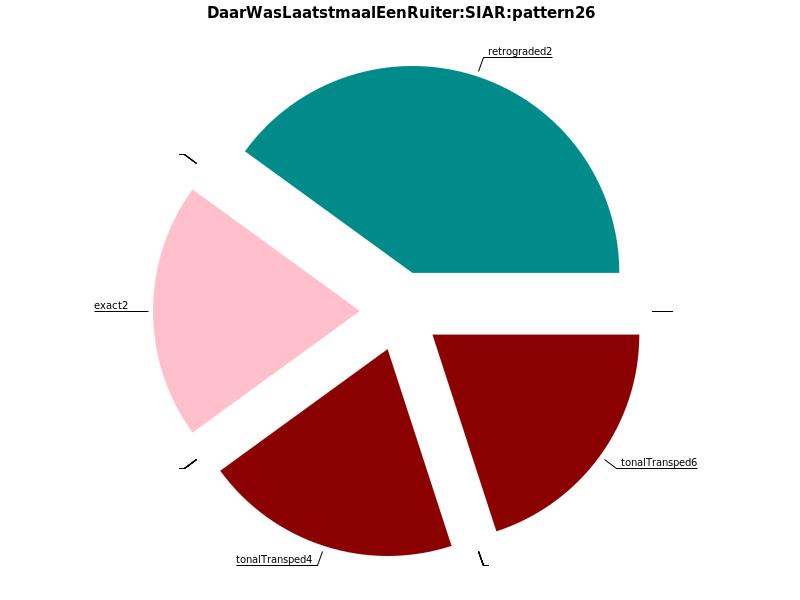 DaarWasLaatstmaalEenRuiter:SIAR:pattern26
retrograded2
exact2
tonalTransped6
tonalTransped4